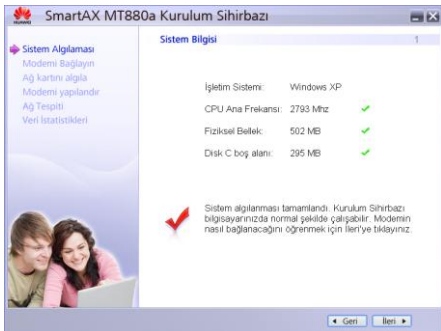 HUAWEI
SmartAX MT880a Kurulum Sihirbazı
Sistem Algılaması
Modemi Bağlayın
Ağ kartını algıla
Modemi yapılandır
Ağ Tespiti
Veri İstatistikleri
Sistem Bilgisi 1
İşletim Sistemi: Windows XP
CPU Ana Frekansı: 2793 Mhz
Fiziksel Bellek: 502 MB
Disk C boş alanı: 295 MB
Sistem algılanması tamamlandı. Kurulum Sihirbazı
bilgisayarınızda normal şekilde çalışabilir. Modemin
nasıl bağlanacağını öğrenmek için İleri'ye tıklayınız.
Geri İleri